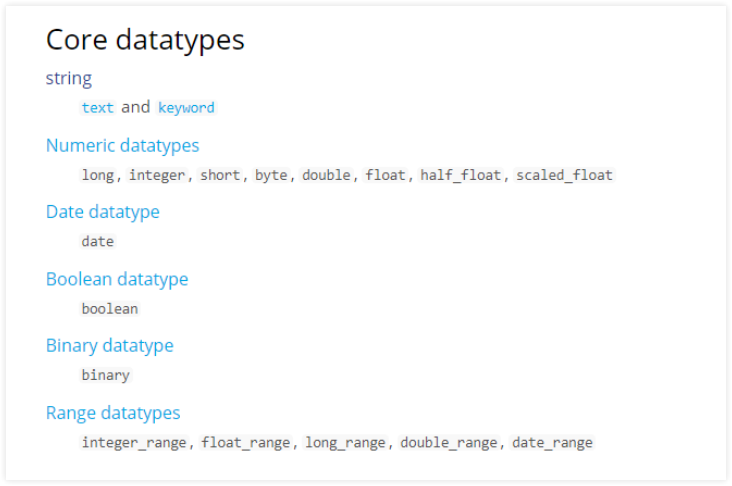 Core datatypes
string
text and keyword
Numeric datatypes
long, integer, short, byte, double, float, half_float, scaled_float
Date datatype
date
Boolean datatype
boolean
Binary datatype
binary
Range datatypes
integer_range, float_range, long_range, double_range, date_range